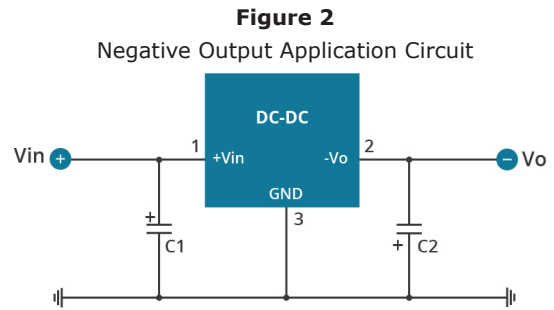 Figure 2
Negative Output Application Circuit
DC-DC
Vin + 1 +Vin -Vo 2 − Vo
GND
3
+ C1
+ C2